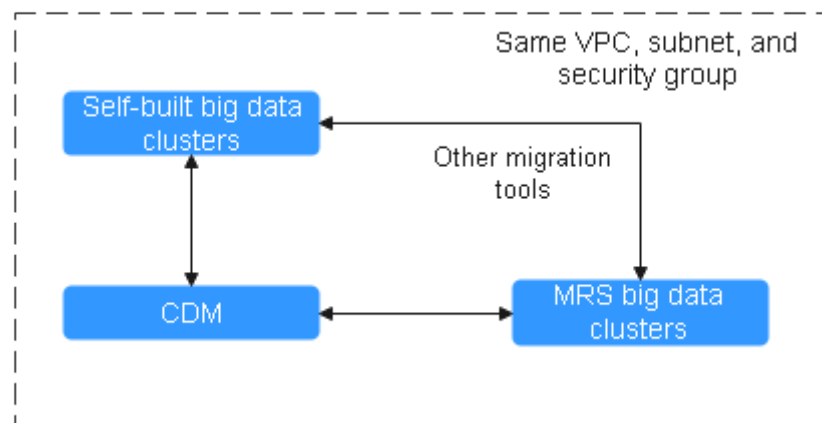 Same VPC, subnet, and
security group
Self-built big data
clusters
Other migration
tools
CDM
MRS big data
clusters